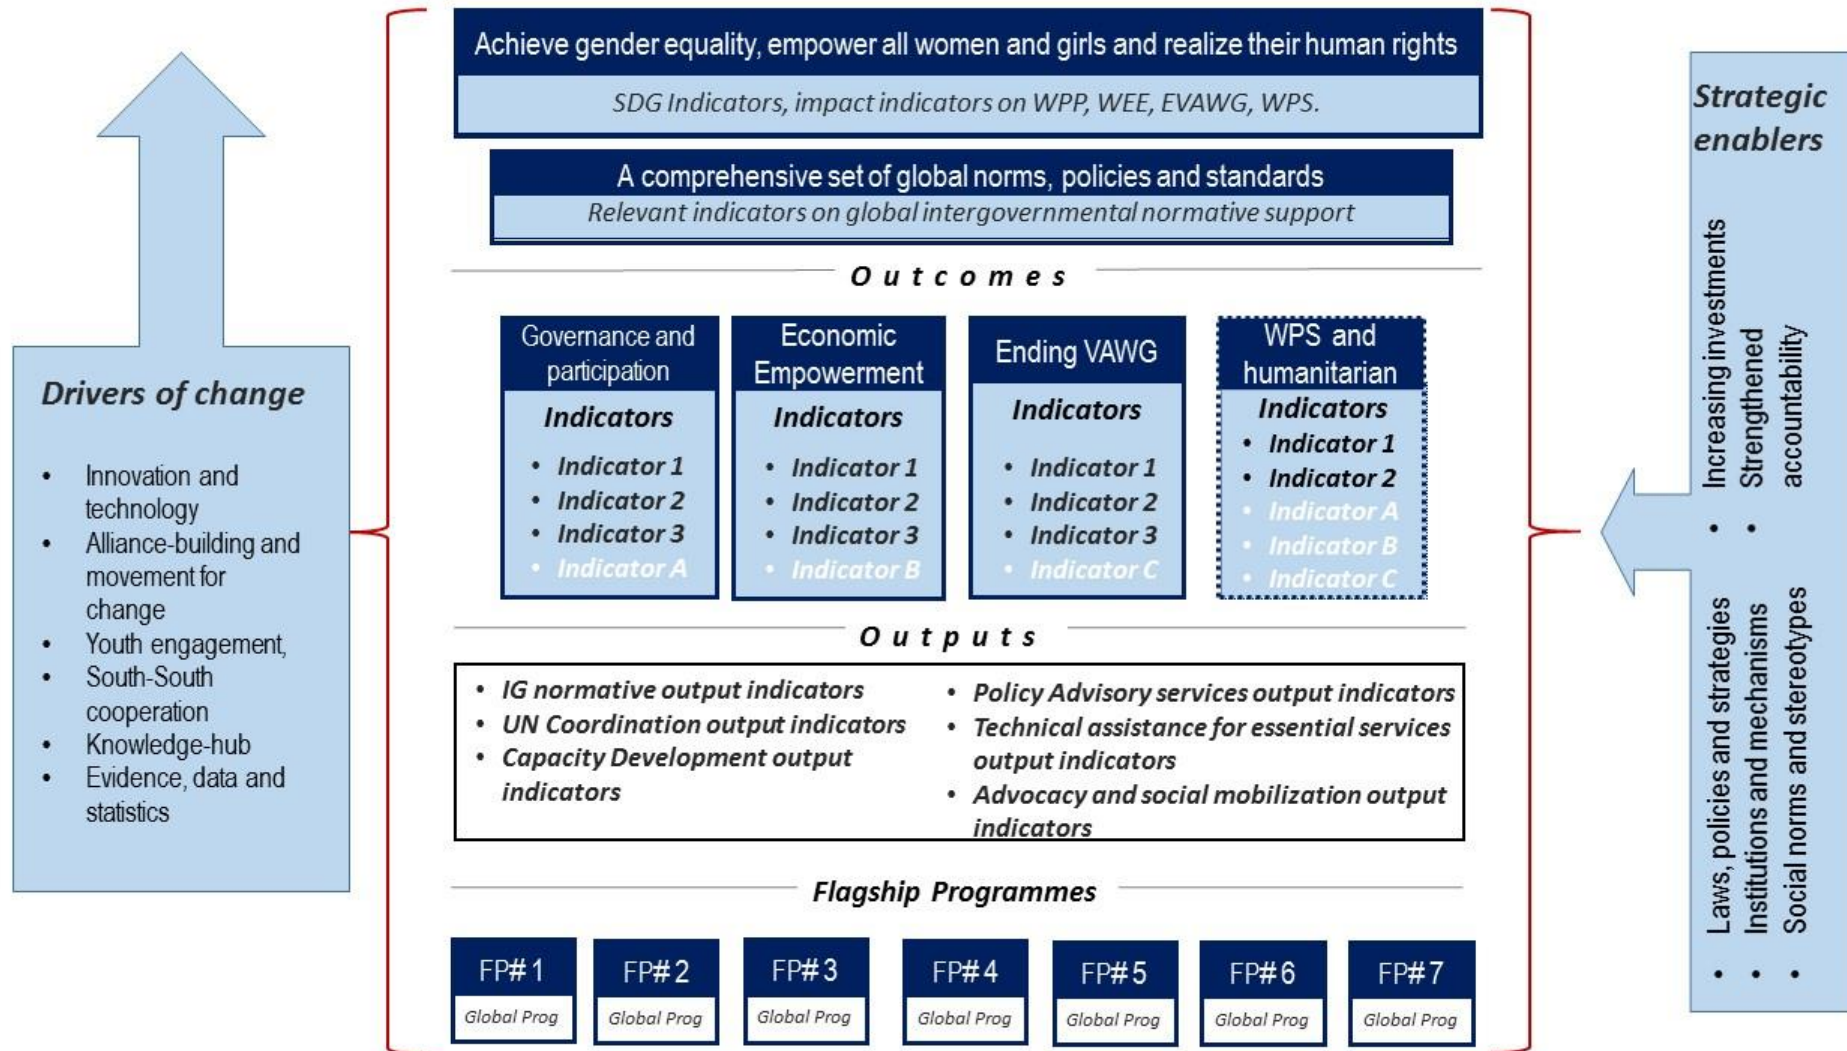 Achieve gender equality, empower all women and girls and realize their human rights
SDG Indicators, impact indicators on WPP, WEE, EVAWG, WPS.
A comprehensive set of global norms, policies and standards
Relevant indicators on global intergovernmental normative support
Outcomes
Governance and
participation
Indicators
• Indicator 1
• Indicator 2
• Indicator 3
• Indicator A
Economic
Empowerment
Indicators
• Indicator 1
• Indicator 2
• Indicator 3
• Indicator B
Ending VAWG
Indicators
• Indicator 1
• Indicator 2
• Indicator 3
• Indicator C
WPS and
humanitarian
Indicators
• Indicator 1
• Indicator 2
• Indicator A
• Indicator B
• Indicator C
Outputs
• IG normative output indicators
• UN Coordination output indicators
• Capacity Development output
indicators
• Policy Advisory services output indicators
• Technical assistance for essential services
output indicators
• Advocacy and social mobilization output
indicators
Flagship Programmes
FP# 1
Global Prog
FP# 2
Global Prog
FP# 3
Global Prog
FP# 4
Global Prog
FP# 5
Global Prog
FP# 6
Global Prog
FP# 7
Global Prog
Drivers of change
• Innovation and
technology
• Alliance-building and
movement for
change
• Youth engagement,
• South-South
cooperation
• Knowledge-hub
• Evidence, data and
statistics
Strategic
enablers
• Increasing investments
• Strengthened
accountability
• Laws, policies and strategies
• Institutions and mechanisms
• Social norms and stereotypes